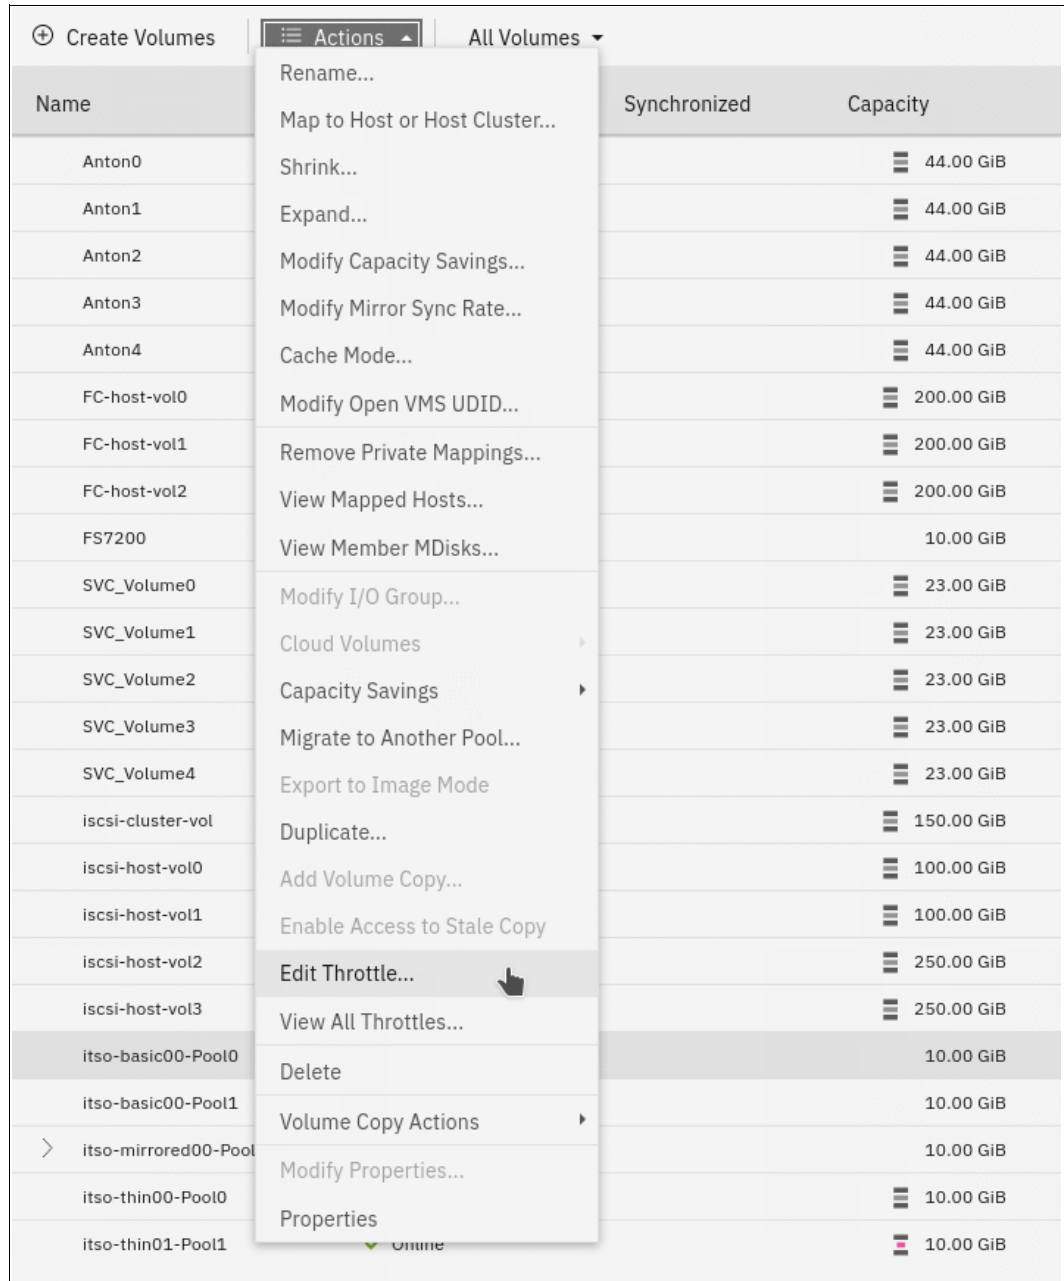 Create Volumes Actions All Volumes
Name Synchronized Capacity
Rename...
Map to Host or Host Cluster...
Shrink...
Expand...
Modify Capacity Savings...
Modify Mirror Sync Rate...
Cache Mode...
Modify Open VMS UDID...
Remove Private Mappings...
View Mapped Hosts...
View Member MDisks...
Modify I/O Group...
Cloud Volumes
Capacity Savings
Migrate to Another Pool...
Export to Image Mode
Duplicate...
Add Volume Copy...
Enable Access to Stale Copy
Edit Throttle...
View All Throttles...
Delete
Volume Copy Actions
Modify Properties...
Properties
Anton0 44.00 GiB
Anton1 44.00 GiB
Anton2 44.00 GiB
Anton3 44.00 GiB
Anton4 44.00 GiB
FC-host-vol0 200.00 GiB
FC-host-vol1 200.00 GiB
FC-host-vol2 200.00 GiB
FS7200 10.00 GiB
SVC_Volume0 23.00 GiB
SVC_Volume1 23.00 GiB
SVC_Volume2 23.00 GiB
SVC_Volume3 23.00 GiB
SVC_Volume4 23.00 GiB
iscsi-cluster-vol 150.00 GiB
iscsi-host-vol0 100.00 GiB
iscsi-host-vol1 100.00 GiB
iscsi-host-vol2 250.00 GiB
iscsi-host-vol3 250.00 GiB
itso-basic00-Pool0 10.00 GiB
itso-basic00-Pool1 10.00 GiB
itso-mirrored00-Pool 10.00 GiB
itso-thin00-Pool0 10.00 GiB
itso-thin01-Pool1 Online 10.00 GiB